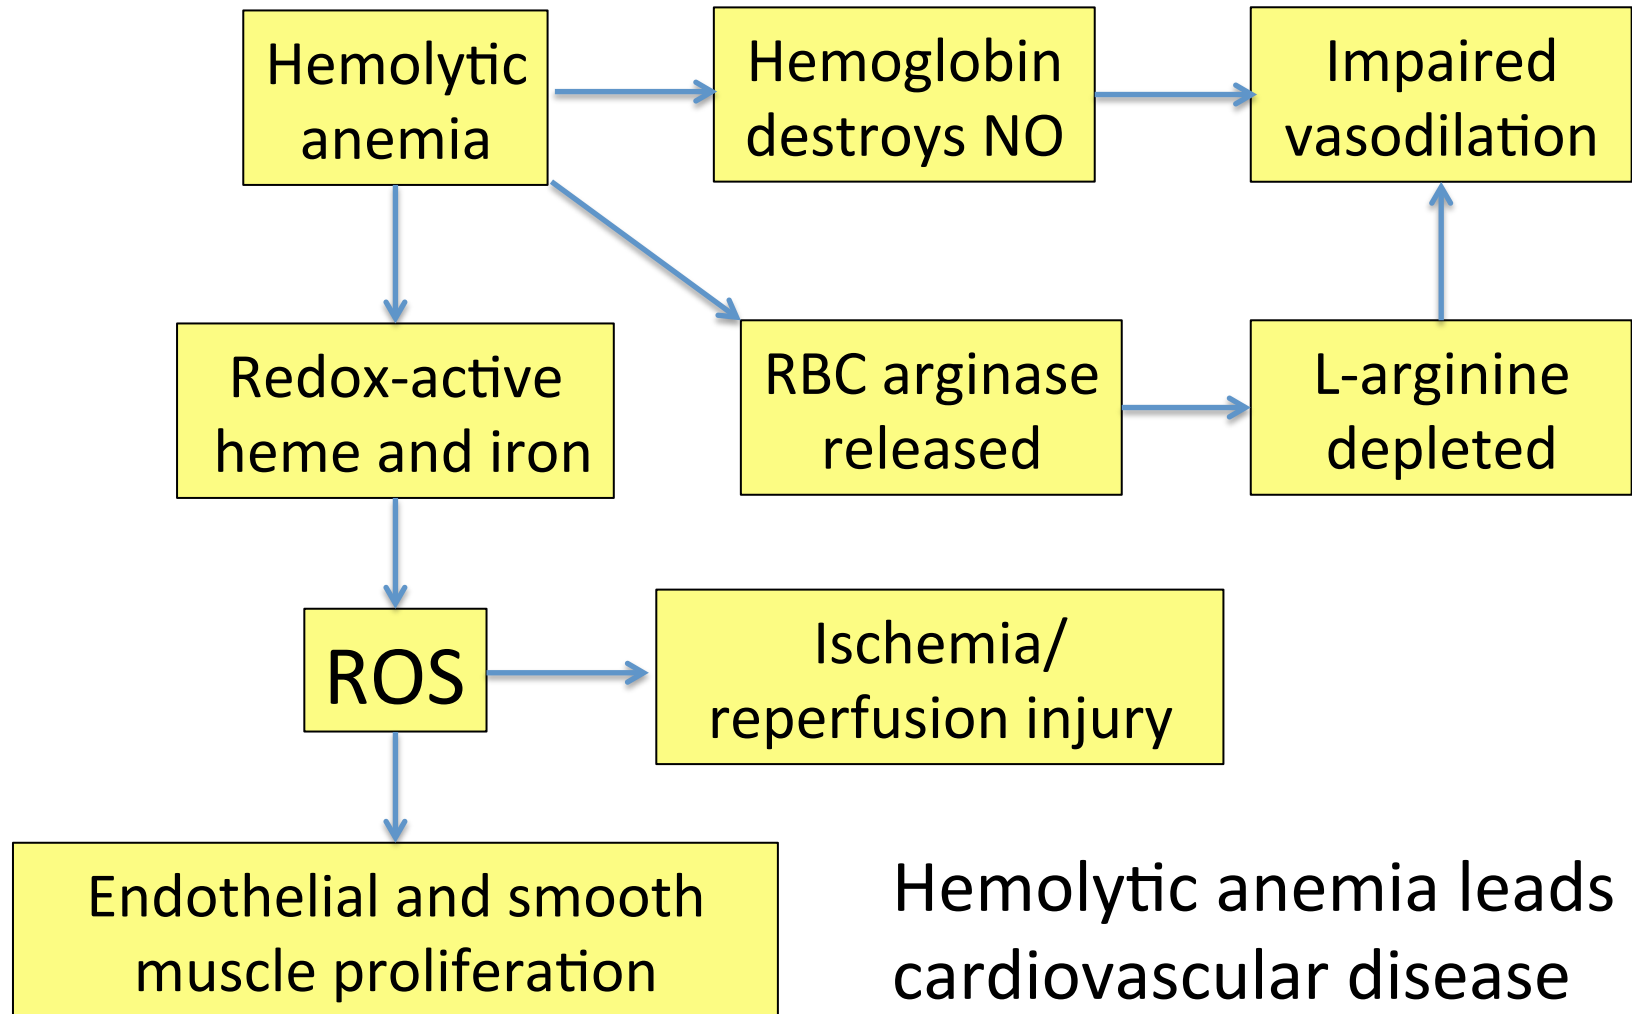 Hemolytic
anemia
Hemoglobin
destroys NO
Impaired
vasodilation
Redox-active
heme and iron
RBC arginase
released
L-arginine
depleted
ROS
Ischemia/
reperfusion injury
Endothelial and smooth
muscle proliferation
Hemolytic anemia leads
cardiovascular disease